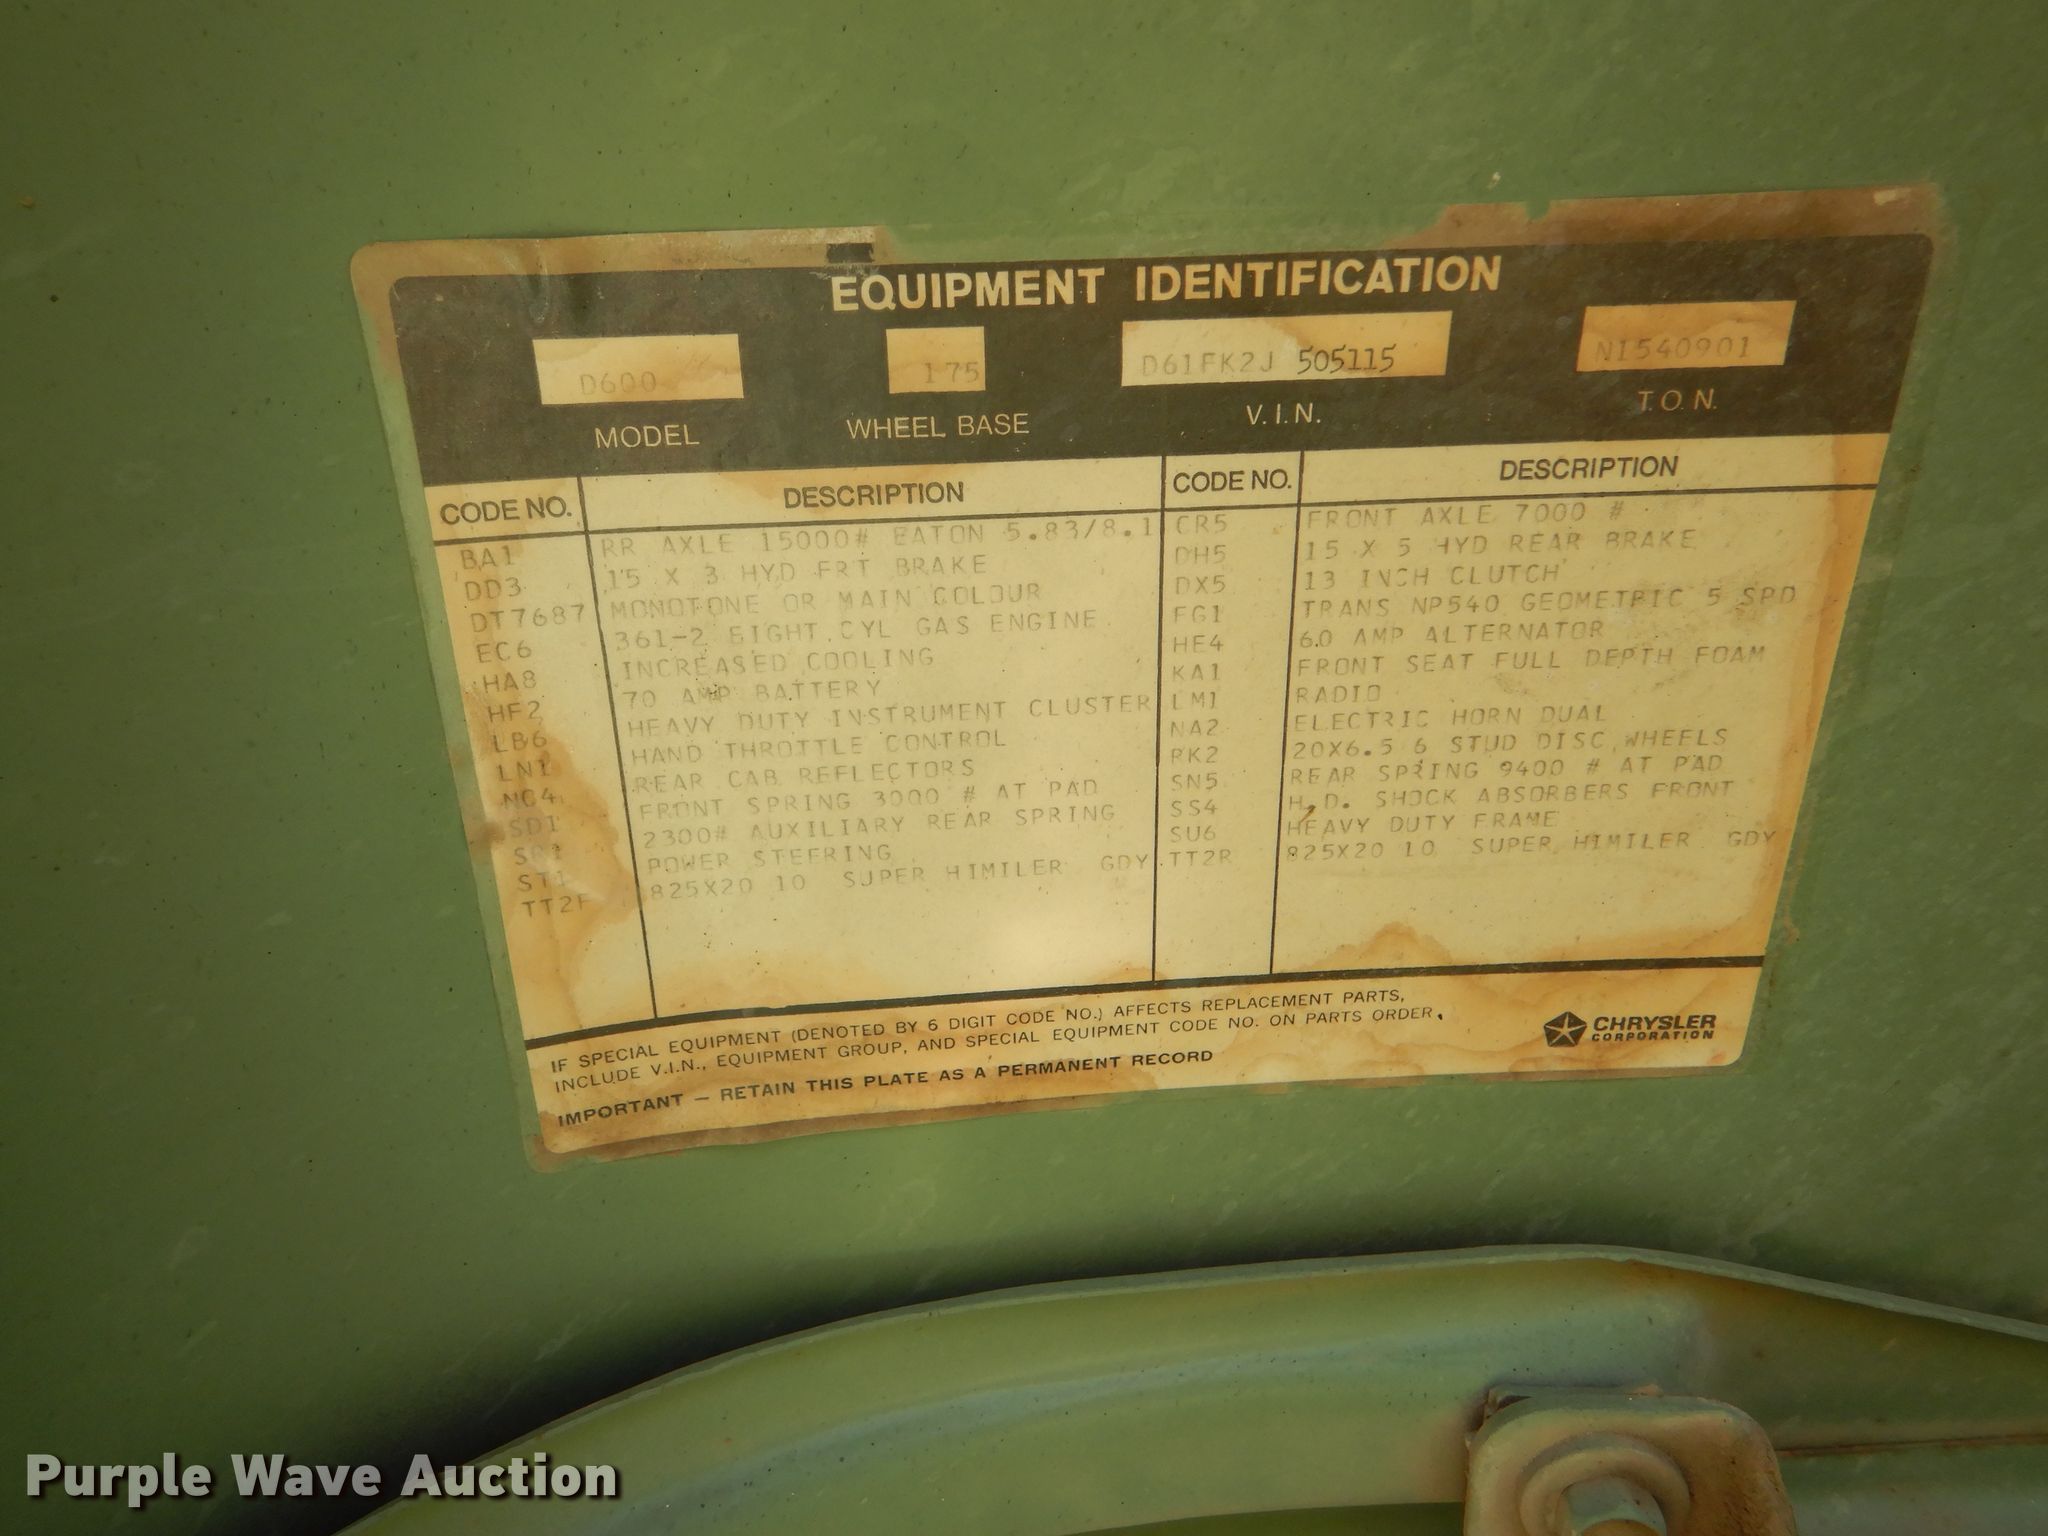 EQUIPMENT IDENTIFICATION
D600 175 D61FK2J 505115 N1540901
MODEL WHEEL BASE V.I.N. T.O.N.
CODE NO. DESCRIPTION CODE NO. DESCRIPTION
BA1 RR AXLE 15000# EATON 5.83/8.1 CR5 FRONT AXLE 7000 #
DD3 15 X 3 HYD FRT BRAKE DH5 15 X 5 HYD REAR BRAKE
DT7687 MONOTONE OR MAIN COLOUR DX5 13 INCH CLUTCH
EC6 361-2 EIGHT CYL GAS ENGINE FG1 TRANS NP540 GEOMETRIC 5 SPD
HA8 INCREASED COOLING HE4 60 AMP ALTERNATOR
HF2 70 AMP BATTERY KA1 FRONT SEAT FULL DEPTH FOAM
LB6 HEAVY DUTY INSTRUMENT CLUSTER LM1 RADIO
LN1 HAND THROTTLE CONTROL NA2 ELECTRIC HORN DUAL
NC4 REAR CAB REFLECTORS RK2 20X6.5 6 STUD DISC WHEELS
SD1 FRONT SPRING 3000 # AT PAD SN5 REAR SPRING 9400 # AT PAD
2300# AUXILIARY REAR SPRING SS4 H.D. SHOCK ABSORBERS FRONT
ST1 POWER STEERING SU6 HEAVY DUTY FRAME
TT2F 825X20 10 SUPER HIMILER GDY TT2R 825X20 10 SUPER HIMILER GDY
IF SPECIAL EQUIPMENT (DENOTED BY 6 DIGIT CODE NO.) AFFECTS REPLACEMENT PARTS,
INCLUDE V.I.N., EQUIPMENT GROUP, AND SPECIAL EQUIPMENT CODE NO. ON PARTS ORDER.
IMPORTANT — RETAIN THIS PLATE AS A PERMANENT RECORD
CHRYSLER
CORPORATION
Purple Wave Auction